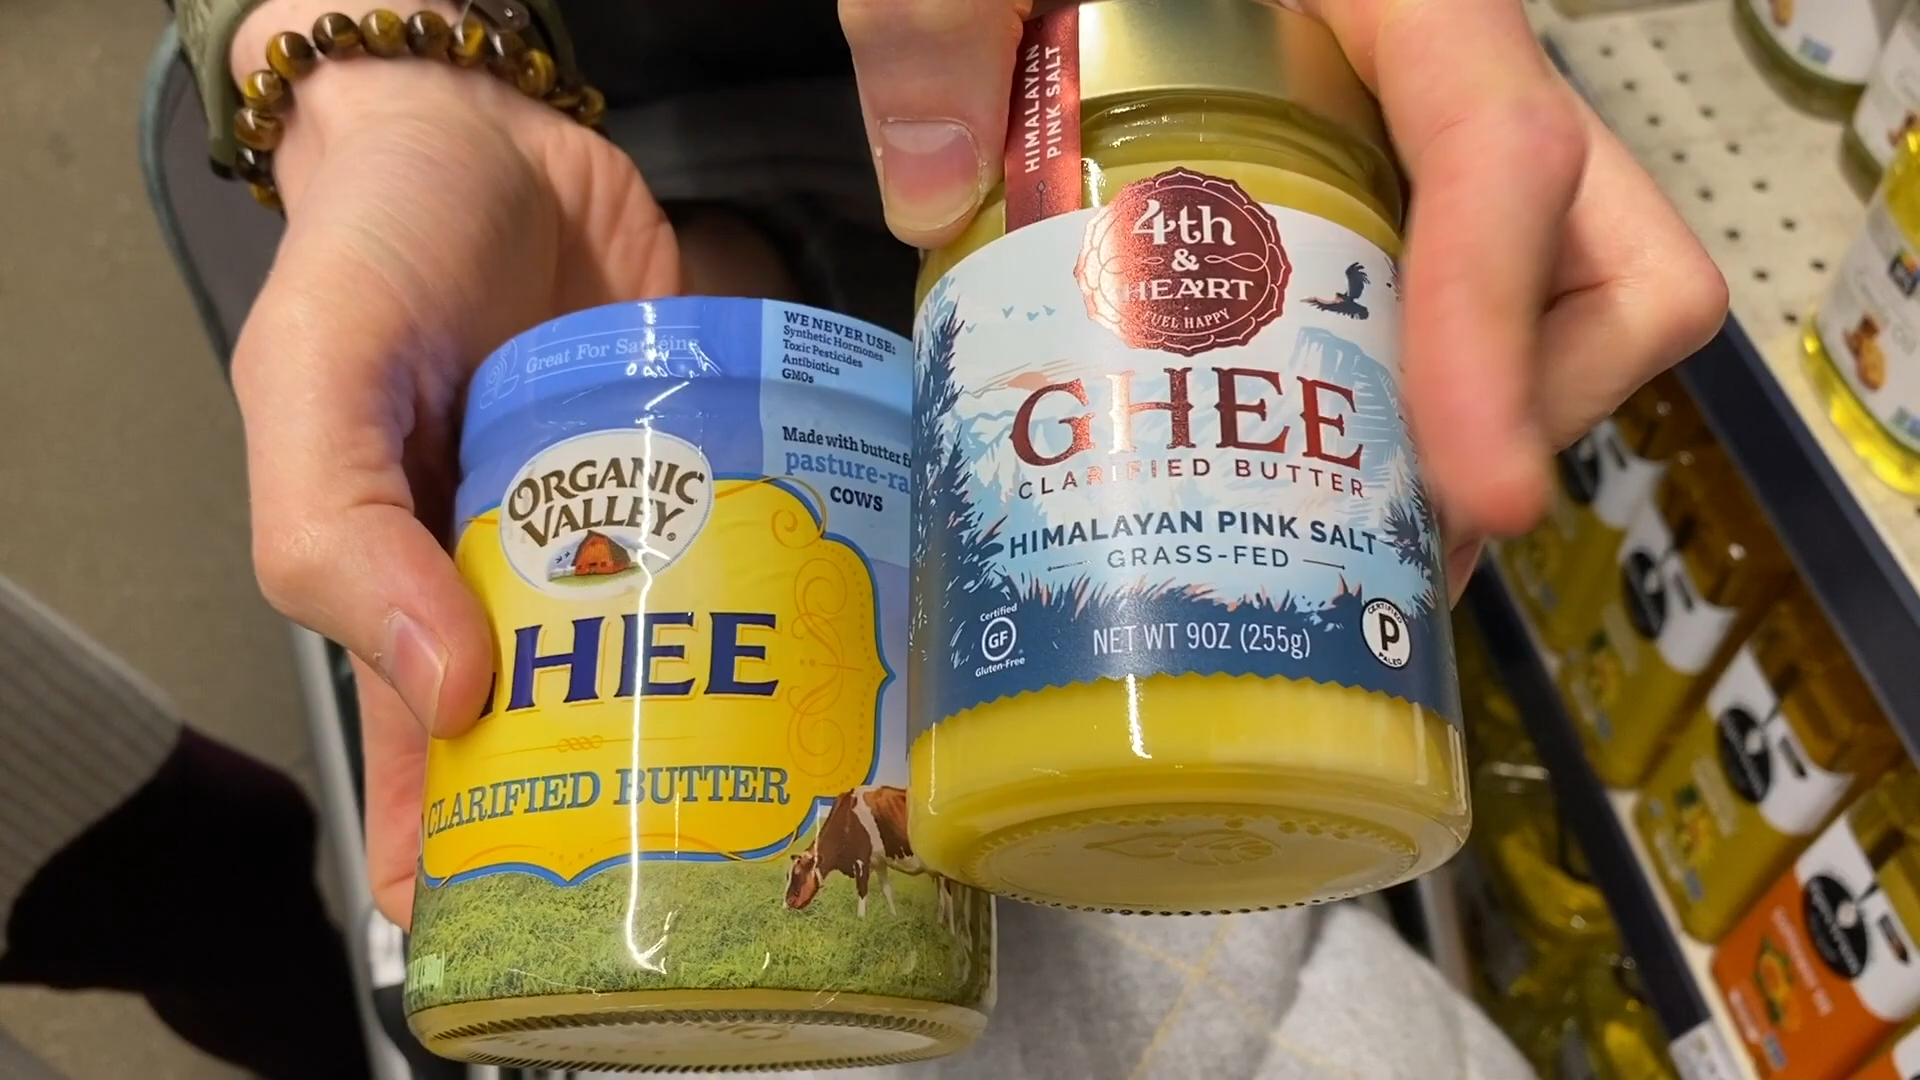 Great For Sautéing
WE NEVER USE:
Synthetic Hormones
Toxic Pesticides
Antibiotics
GMOs
Made with butter
pasture-ra
COWS
ORGANIC
VALLEY®
HEE
CLARIFIED BUTTER
HIMALAYAN
PINK SALT
4th
&
HEART
FUEL HAPPY
GHEE
CLARIFIED BUTTER
HIMALAYAN PINK SALT
GRASS-FED
Certified
GF
Gluten-Free
NET WT 9OZ (255g)
CERTIFIED
P
PALEO